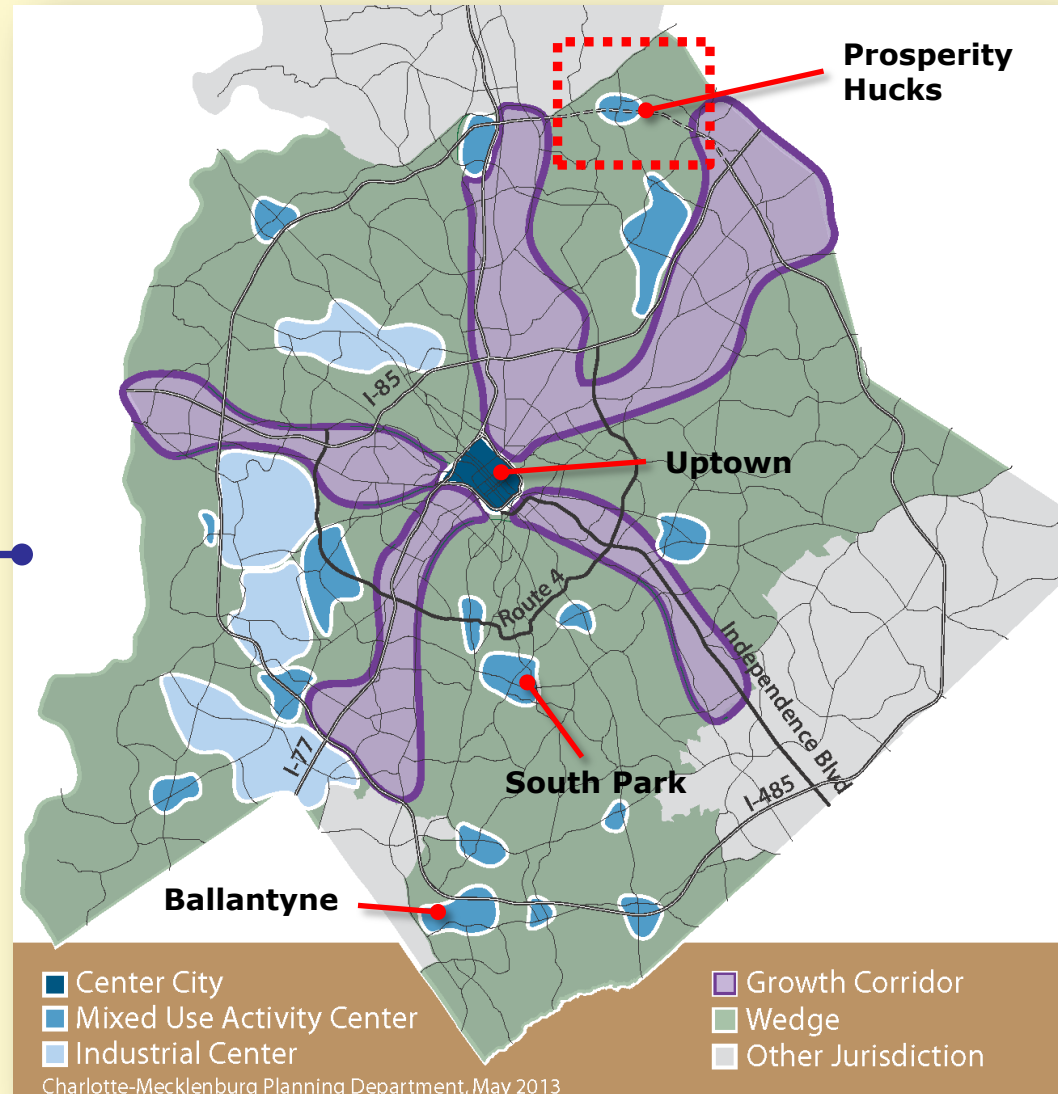 Prosperity
Hucks
I-85
Uptown
Route 4
Independence Blvd
I-77
South Park
I-485
Ballantyne
Center City
Mixed Use Activity Center
Industrial Center
Growth Corridor
Wedge
Other Jurisdiction
Charlotte-Mecklenburg Planning Department, May 2013